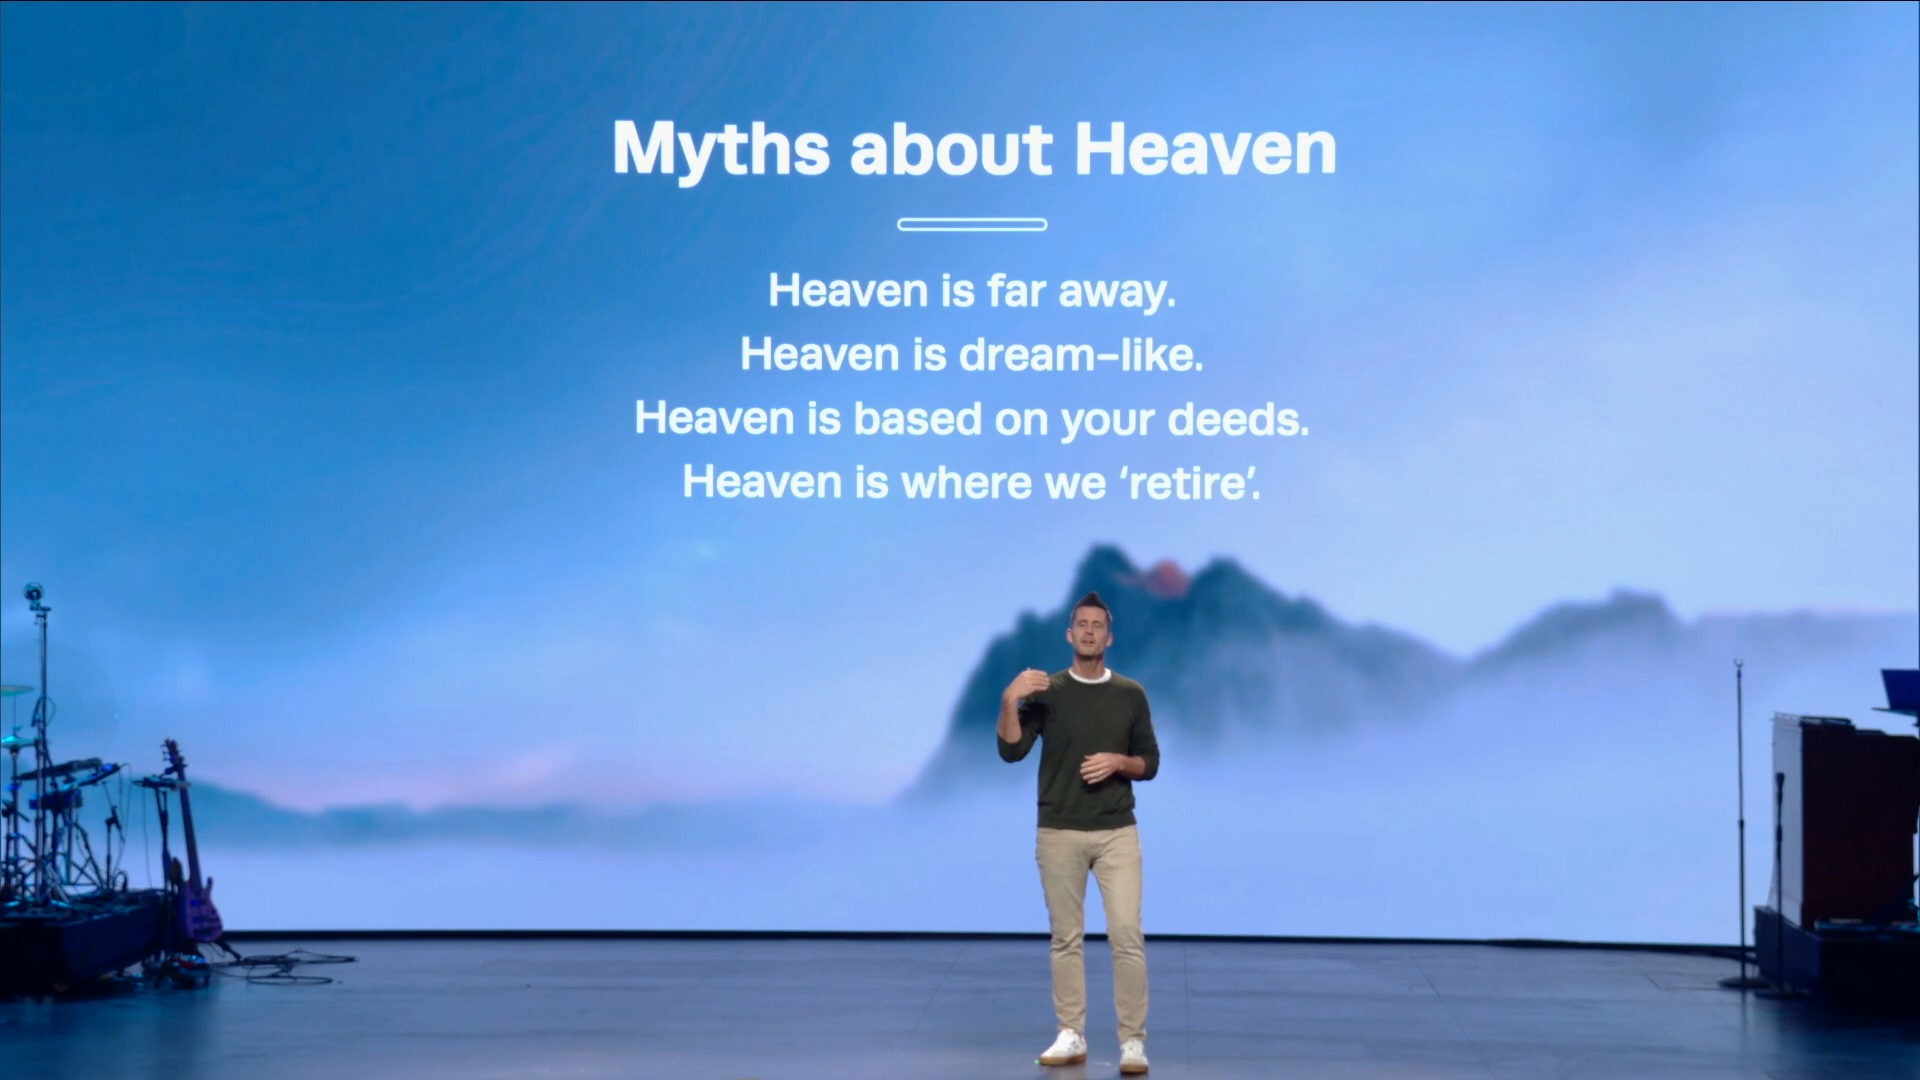 Myths about Heaven
Heaven is far away.
Heaven is dream-like.
Heaven is based on your deeds.
Heaven is where we ‘retire’.